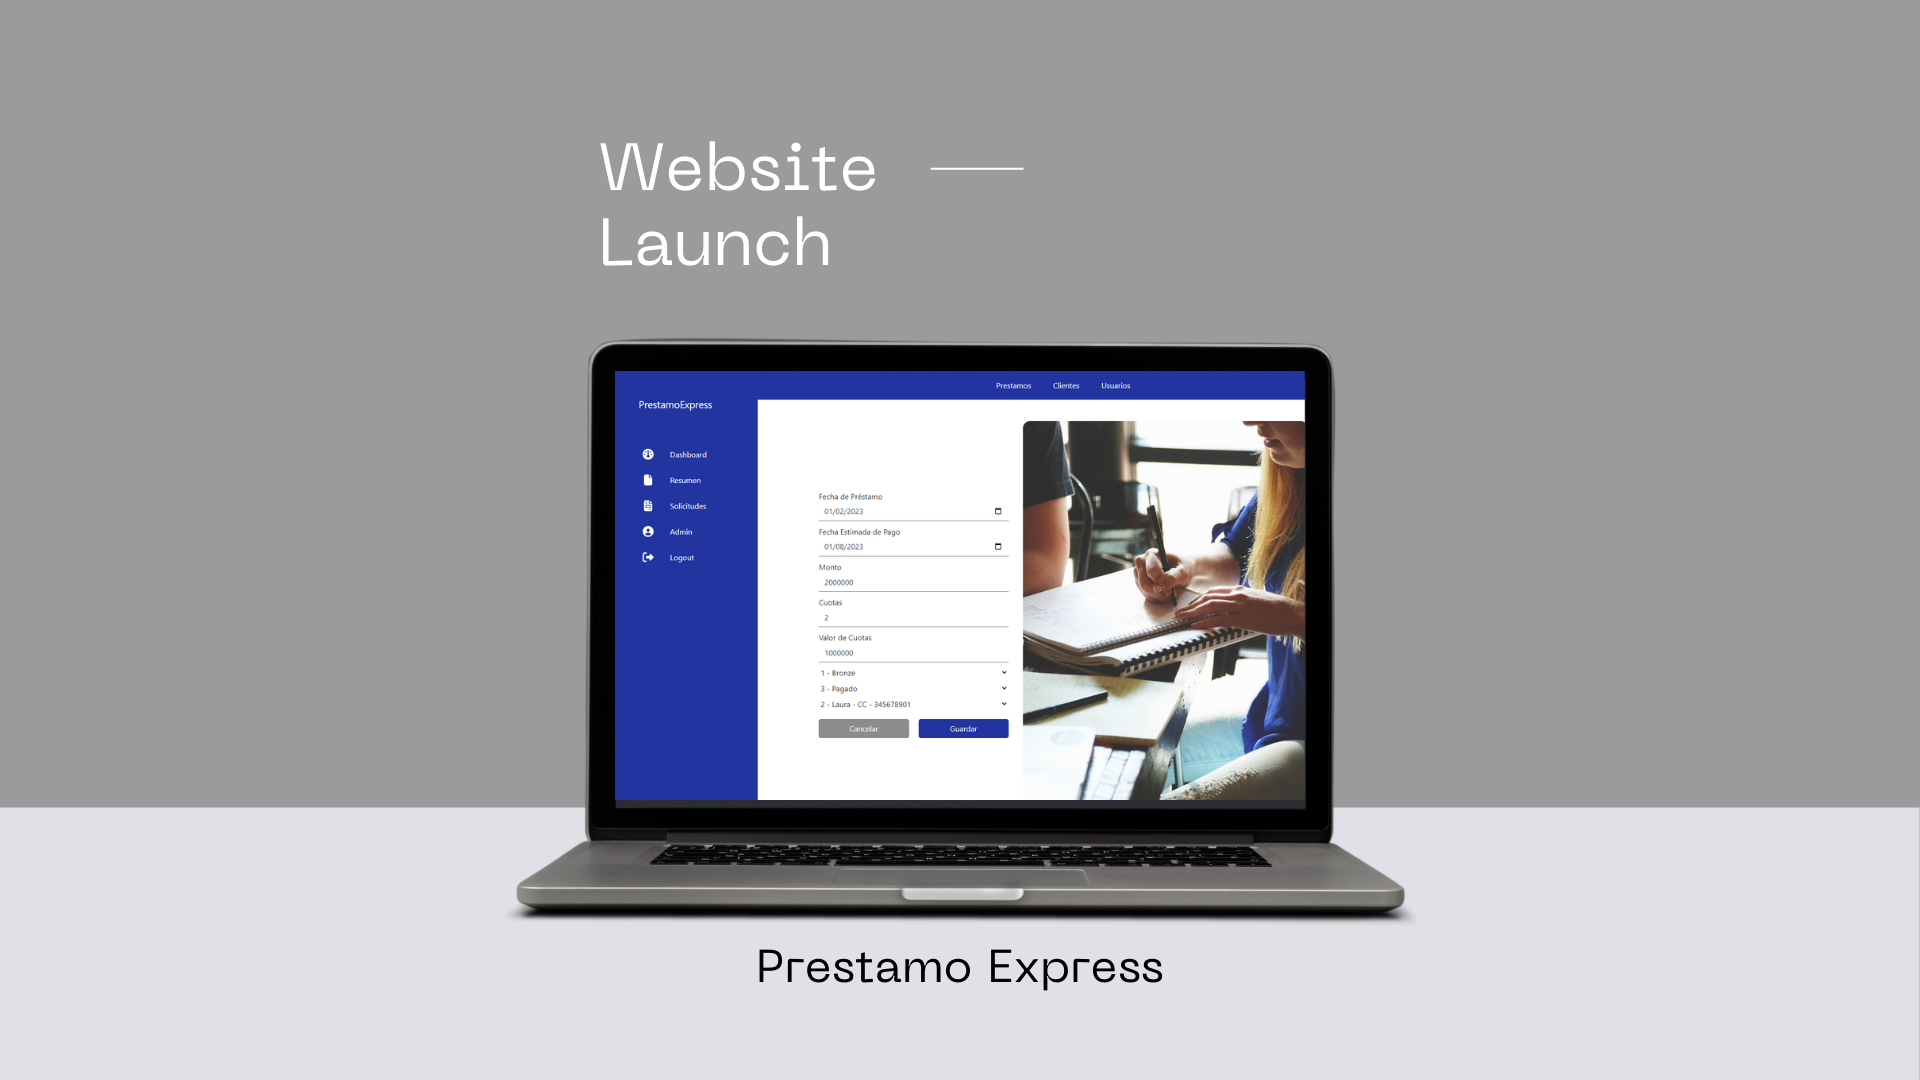 Website
Launch
Prestamos Clientes Usuarios
PrestamoExpress
Dashboard
Resumen
Solicitudes
Admin
Logout
Fecha de Préstamo
01/02/2023
Fecha Estimada de Pago
01/08/2023
Monto
2000000
Cuotas
2
Valor de Cuotas
1000000
1 - Bronze
3 - Pagado
2 - Laura - CC - 345678901
Cancelar Guardar
Prestamo Express